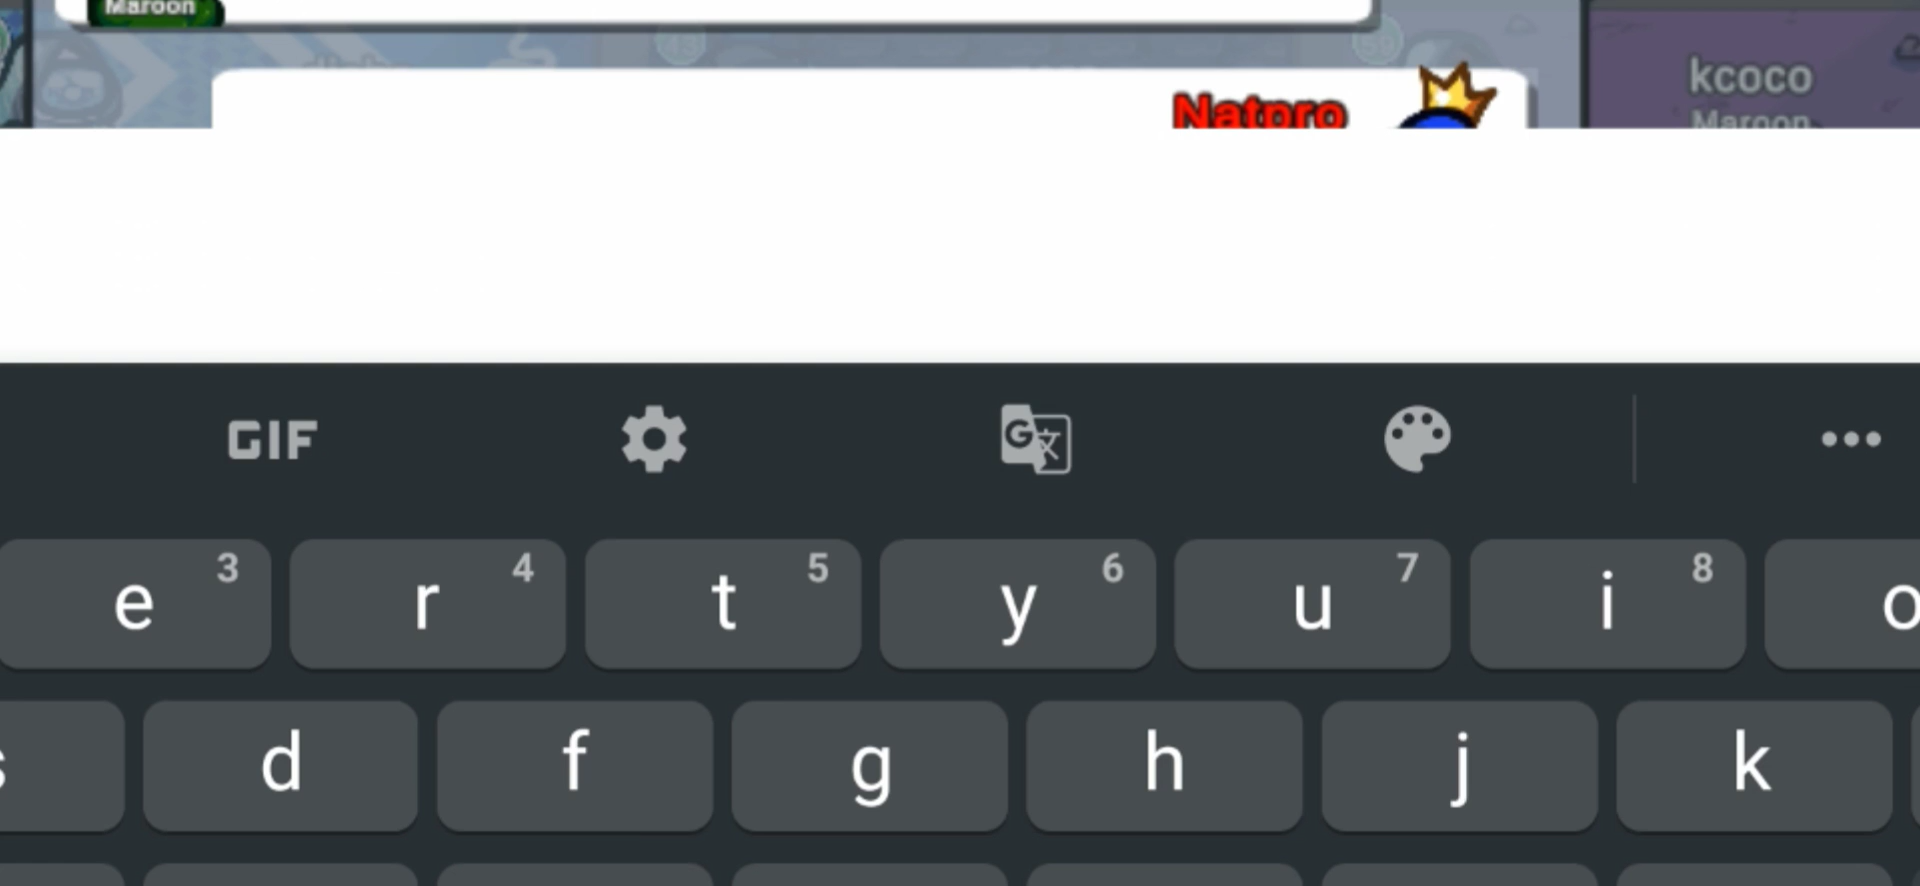 Maroon
Natpro
kcoco
Maroon
GIF
G
3 4 5 6 7 8
e r t y u i o
s d f g h j k